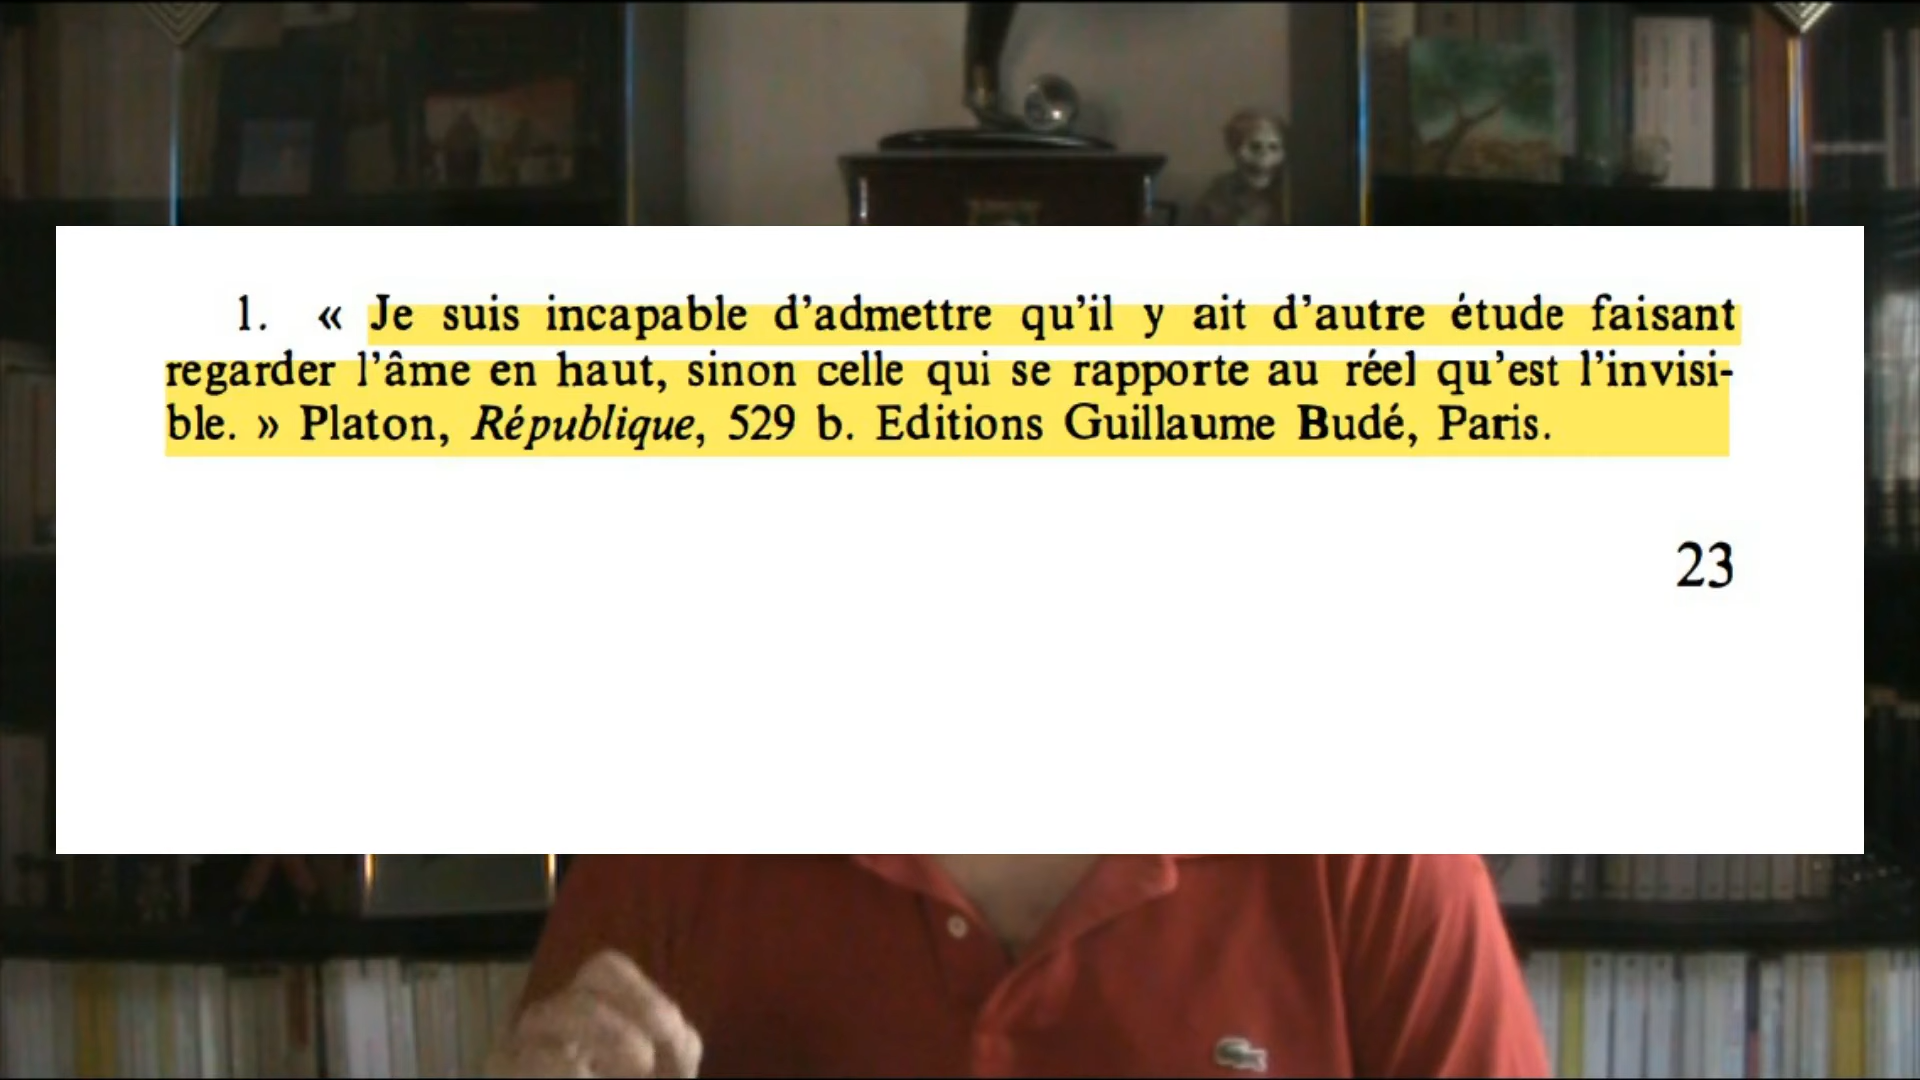 1. « Je suis incapable d’admettre qu’il y ait d’autre étude faisant
regarder l’âme en haut, sinon celle qui se rapporte au réel qu’est l’invisi-
ble. » Platon, République, 529 b. Editions Guillaume Budé, Paris.
23